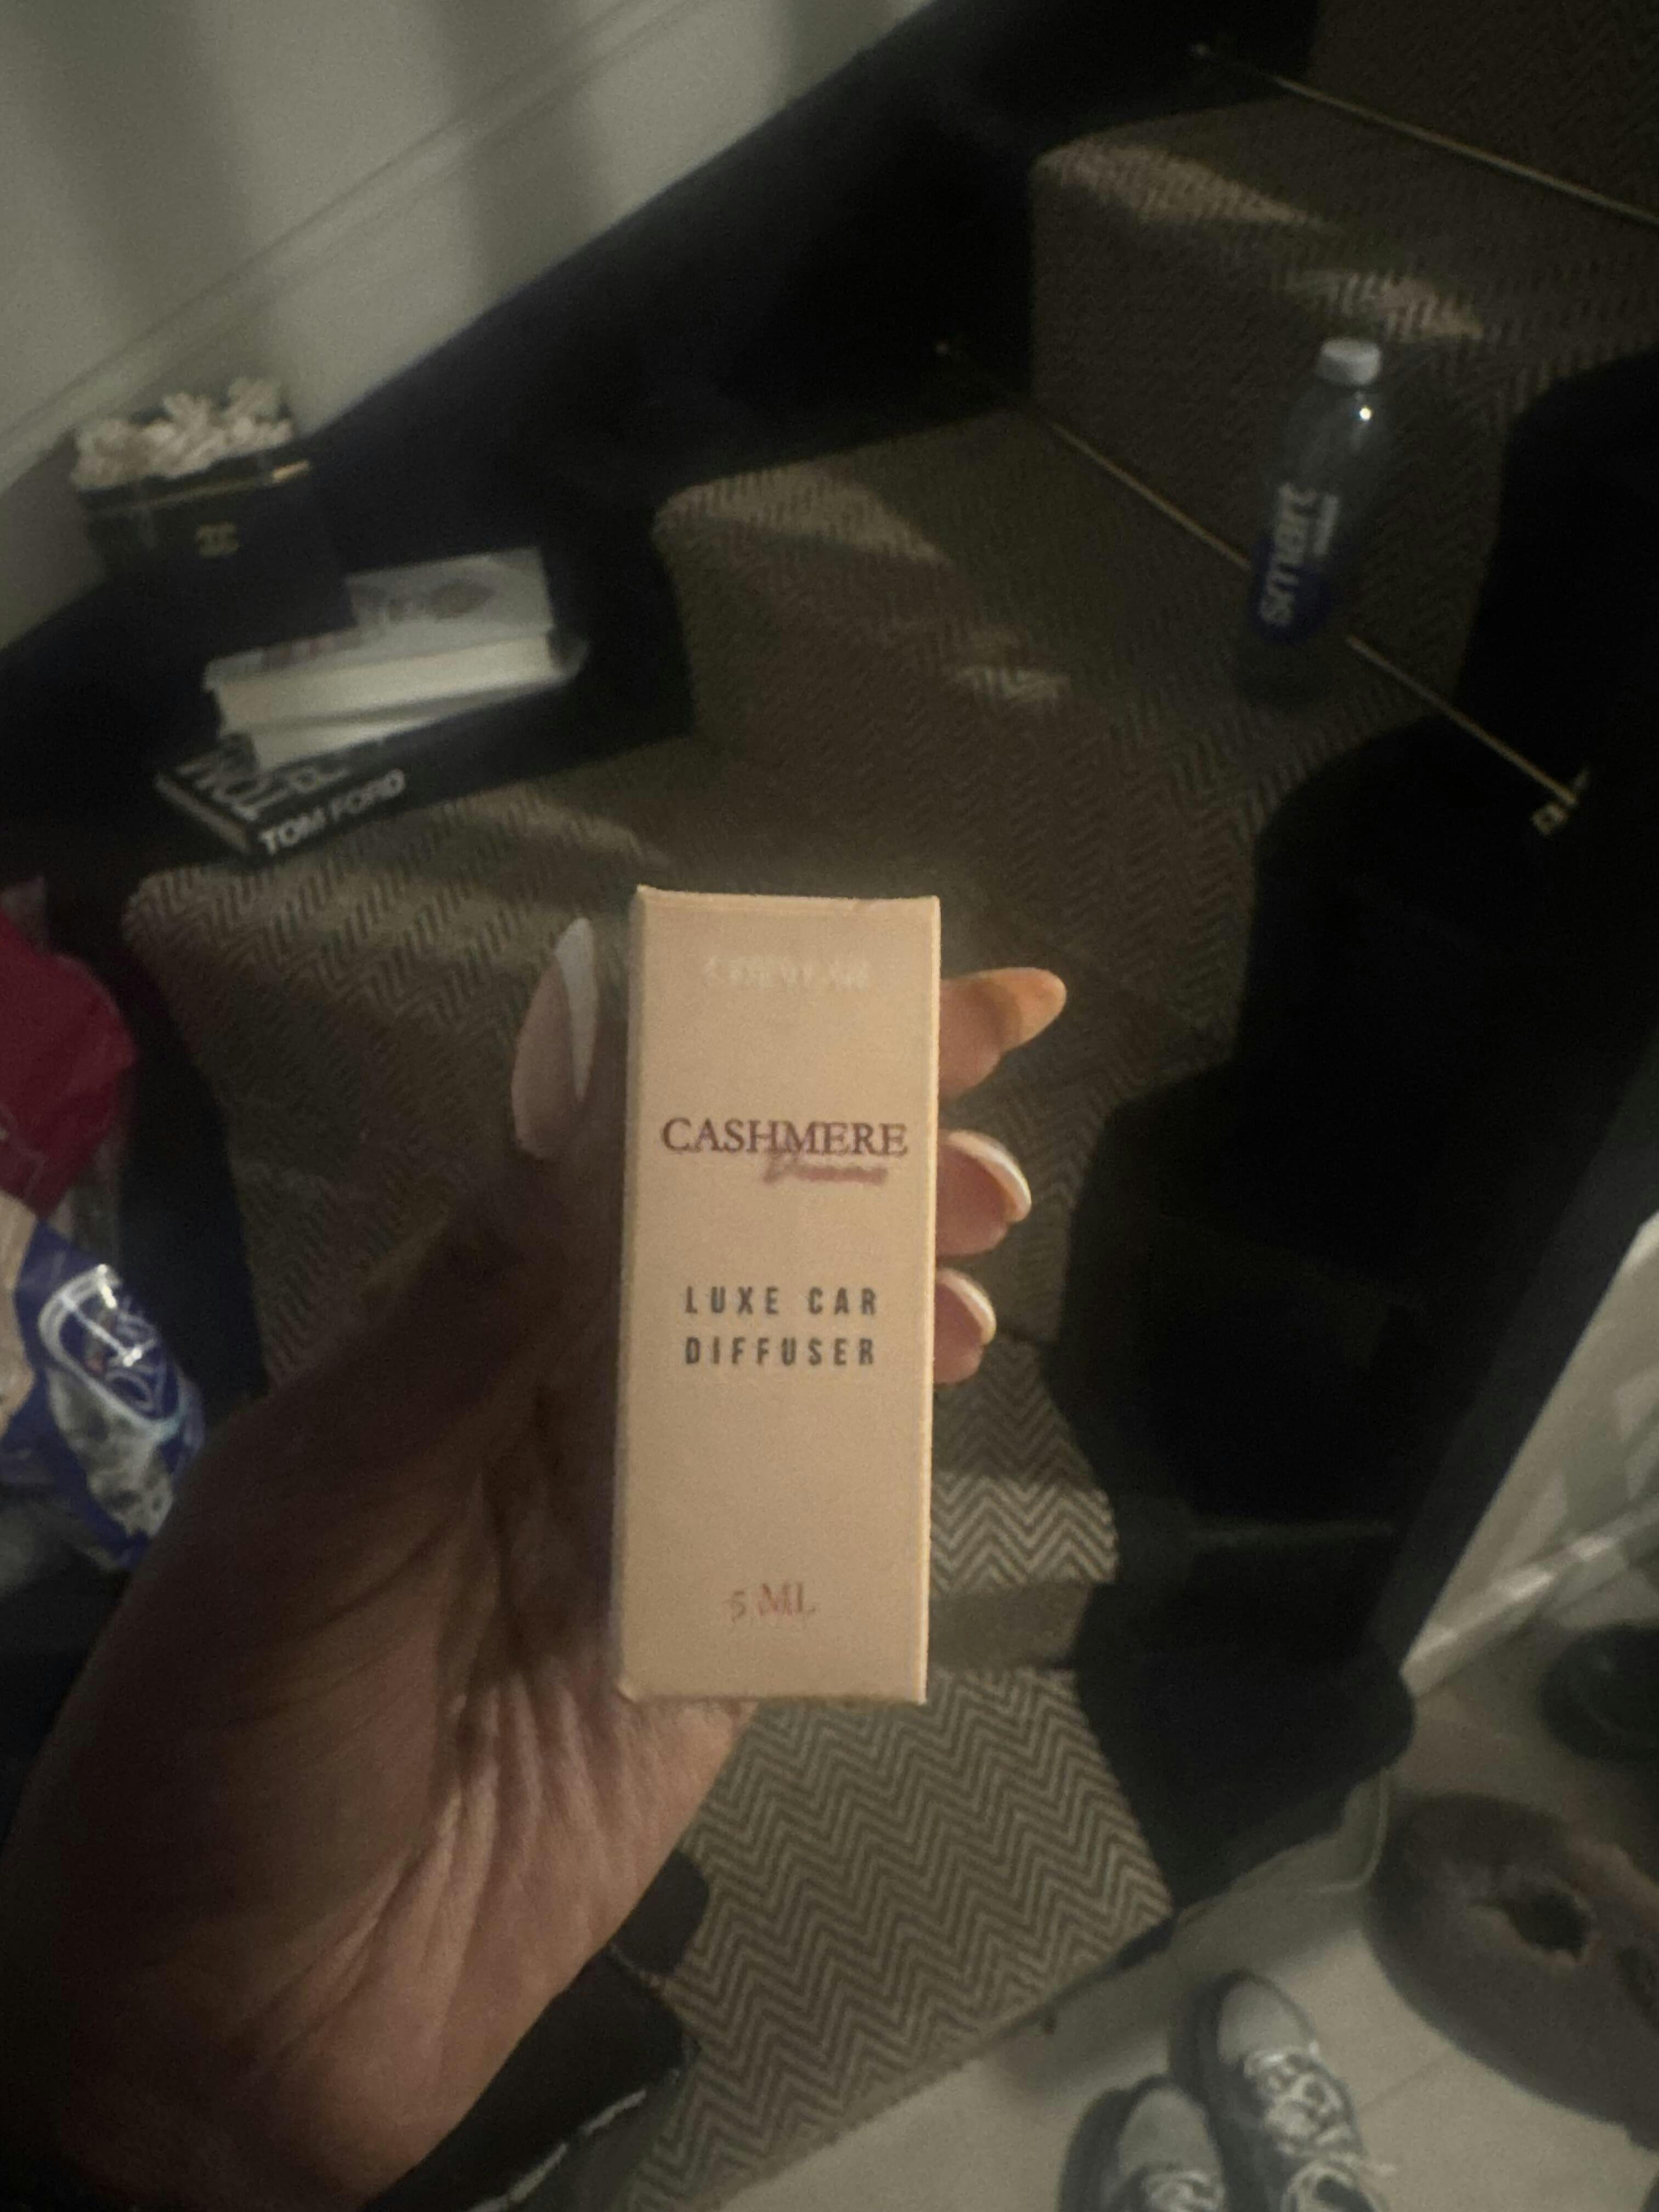 smart
TOM FORD
CASHMERE
LUXE CAR
DIFFUSER
5 ML